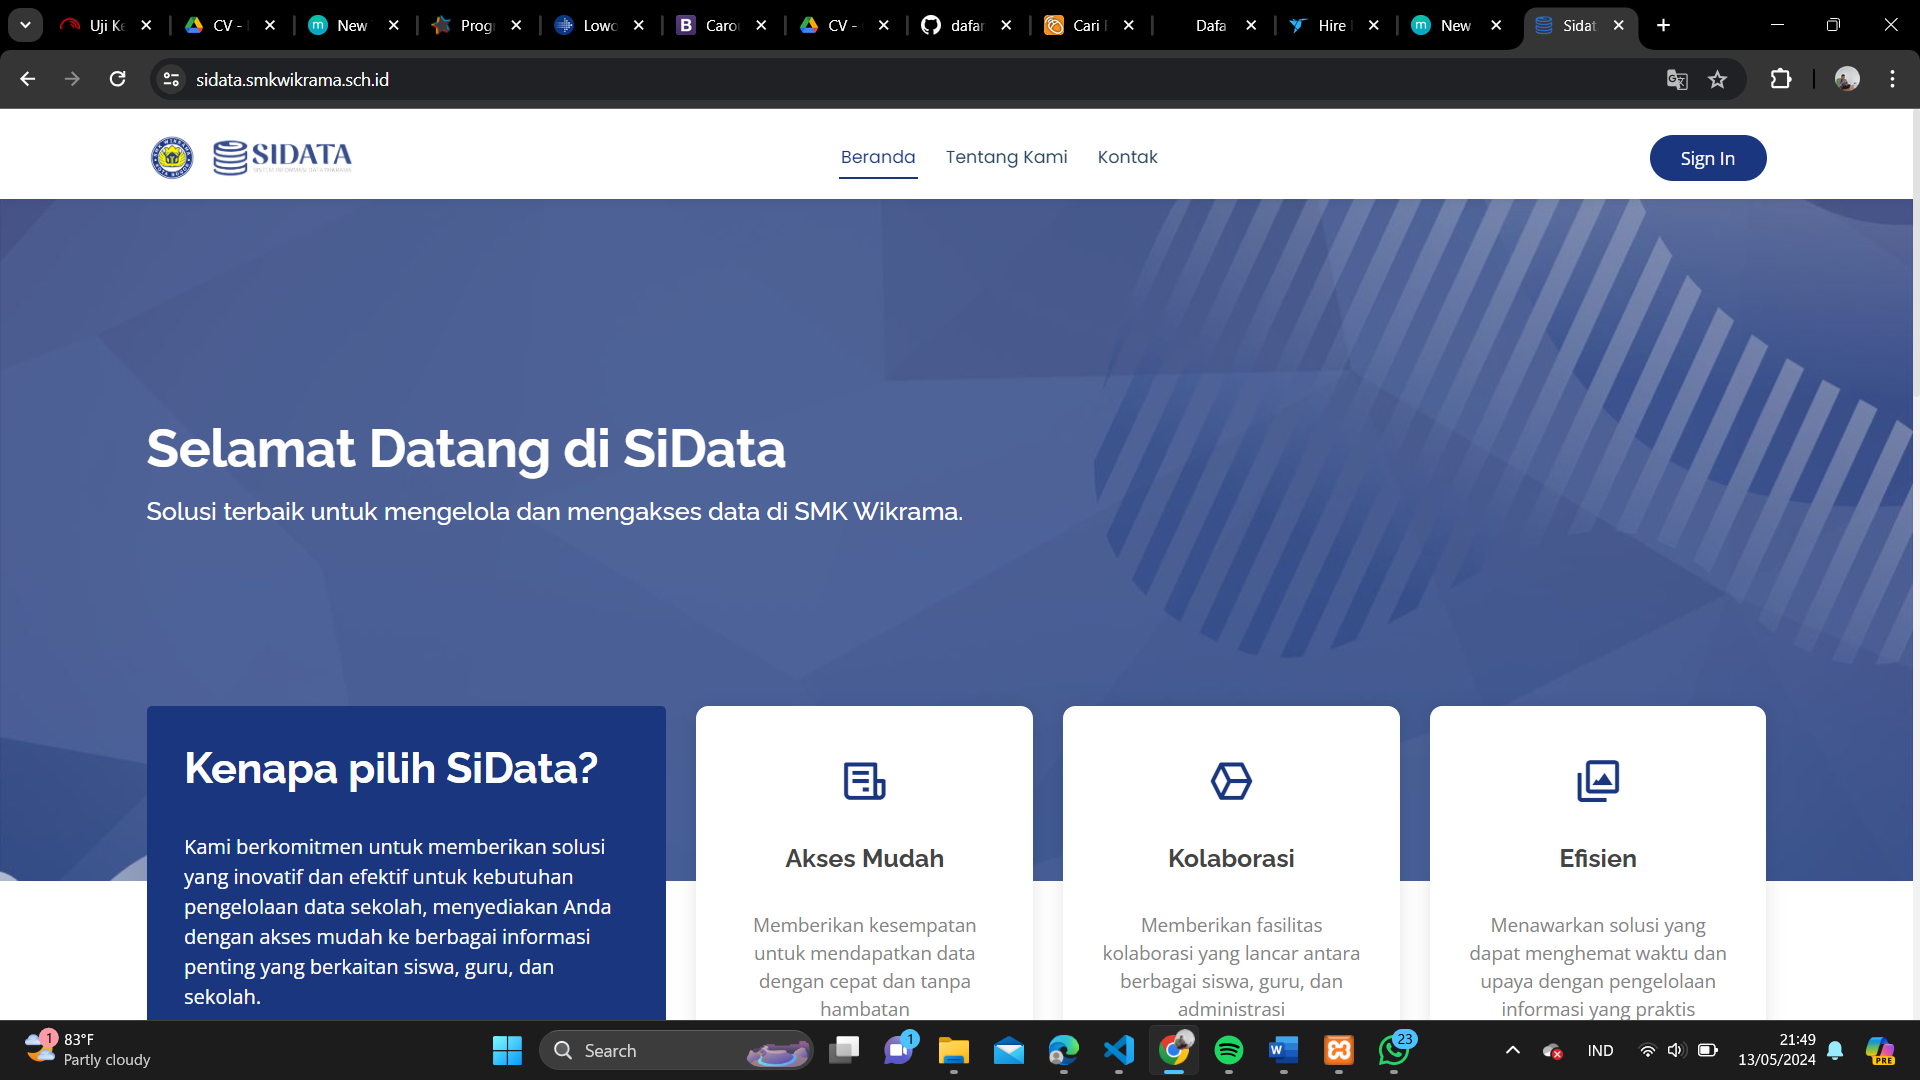 Uji Ke
CV -
New
Progr
Lowo
Carou
CV -
dafar
Cari
Dafa
Hire
New
Sidat
sidata.smkwikrama.sch.id
SIDATA
Beranda
Tentang Kami
Kontak
Sign In
Selamat Datang di SiData
Solusi terbaik untuk mengelola dan mengakses data di SMK Wikrama.
Kenapa pilih SiData?
Kami berkomitmen untuk memberikan solusi
yang inovatif dan efektif untuk kebutuhan
pengelolaan data sekolah, menyediakan Anda
dengan akses mudah ke berbagai informasi
penting yang berkaitan siswa, guru, dan
sekolah.
Akses Mudah
Memberikan kesempatan
untuk mendapatkan data
dengan cepat dan tanpa
hambatan
Kolaborasi
Memberikan fasilitas
kolaborasi yang lancar antara
berbagai siswa, guru, dan
administrasi
Efisien
Menawarkan solusi yang
dapat menghemat waktu dan
upaya dengan pengelolaan
informasi yang praktis
1
83°F
Partly cloudy
Search
1
23
IND
21:49
13/05/2024
PRE